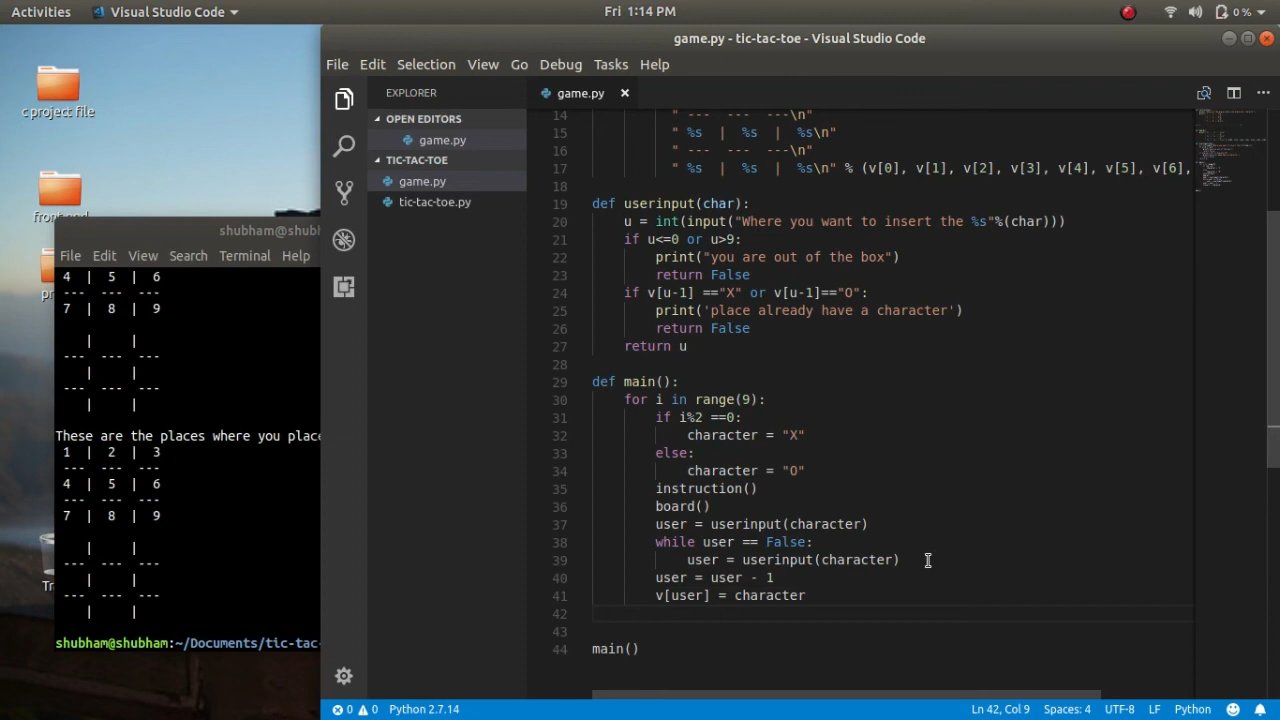 Activities Visual Studio Code Fri 1:14 PM 0 %
game.py - tic-tac-toe - Visual Studio Code
File Edit Selection View Go Debug Tasks Help
c project file
EXPLORER
OPEN EDITORS
game.py
TIC-TAC-TOE
game.py
tic-tac-toe.py
game.py
14 " --- --- ---\n"
15 " %s | %s | %s\n"
16 " --- --- ---\n"
17 " %s | %s | %s\n" % (v[0], v[1], v[2], v[3], v[4], v[5], v[6],
18
19 def userinput(char):
20 u = int(input("Where you want to insert the %s"%(char)))
21 if u<=0 or u>9:
22 print("you are out of the box")
23 return False
24 if v[u-1] =="X" or v[u-1]=="O":
25 print('place already have a character')
26 return False
27 return u
28
29 def main():
30 for i in range(9):
31 if i%2 ==0:
32 character = "X"
33 else:
34 character = "O"
35 instruction()
36 board()
37 user = userinput(character)
38 while user == False:
39 user = userinput(character)
40 user = user - 1
41 v[user] = character
42
43
44 main()
shubham@shubh
File Edit View Search Terminal Help
4 | 5 | 6
--- --- ---
7 | 8 | 9
| |
--- --- ---
| |
--- --- ---
| |
These are the places where you place
1 | 2 | 3
--- --- ---
4 | 5 | 6
--- --- ---
7 | 8 | 9
| |
--- --- ---
| |
--- --- ---
| |
shubham@shubham:~/Documents/tic-tac-
0 0 Python 2.7.14 Ln 42, Col 9 Spaces: 4 UTF-8 LF Python